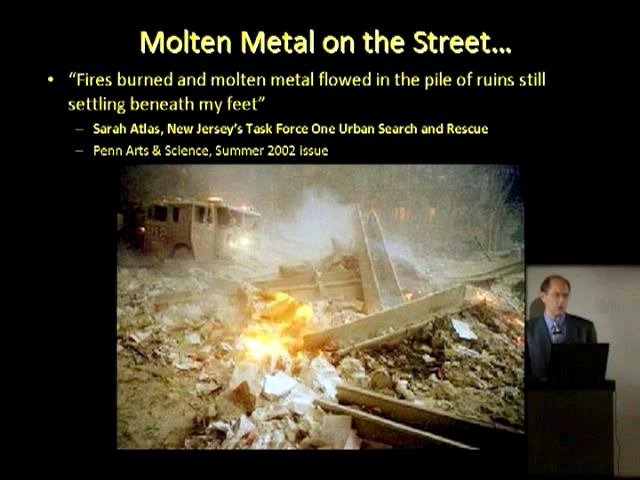 Molten Metal on the Street...
• “Fires burned and molten metal flowed in the pile of ruins still
settling beneath my feet”
– Sarah Atlas, New Jersey’s Task Force One Urban Search and Rescue
– Penn Arts & Science, Summer 2002 issue